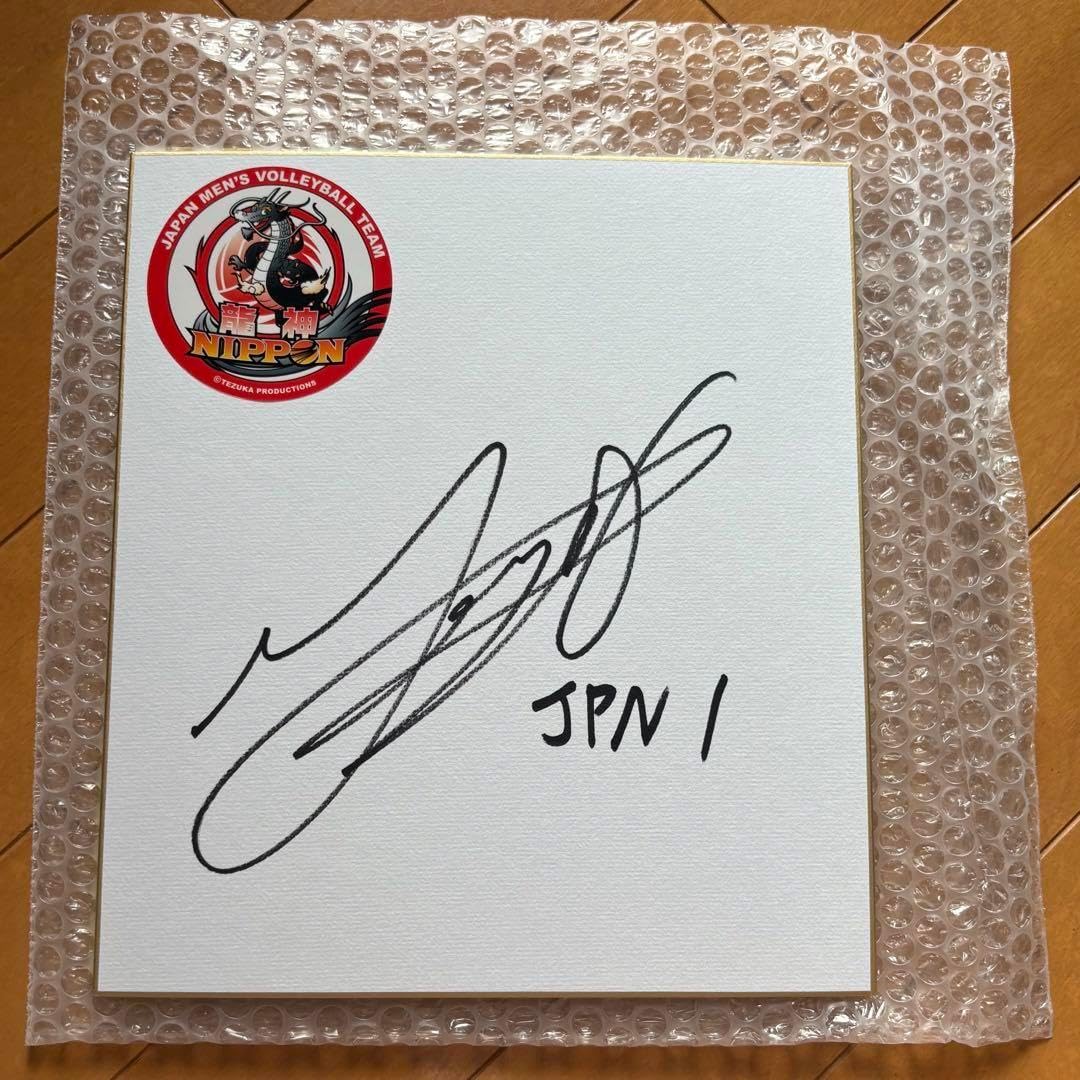 JAPAN MEN'S VOLLEYBALL TEAM
龍神
NIPPON
©TEZUKA PRODUCTIONS
JPN 1